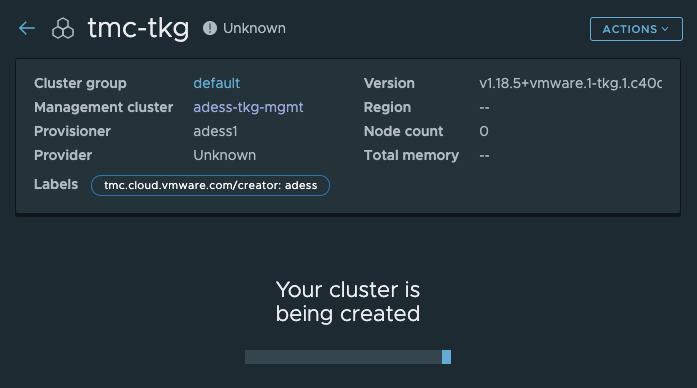 tmc-tkg Unknown ACTIONS
Cluster group default Version v1.18.5+vmware.1-tkg.1.c40c
Management cluster adess-tkg-mgmt Region --
Provisioner adess1 Node count 0
Provider Unknown Total memory --
Labels tmc.cloud.vmware.com/creator: adess
Your cluster is
being created